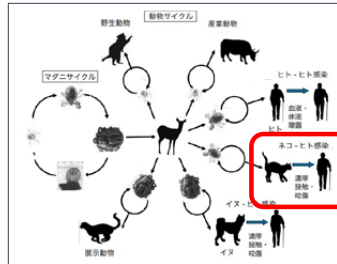 動物サイクル
野生動物
産業動物
マダニサイクル
ヒト-ヒト感染
血液・
体液
曝露
ヒト
ネコ-ヒト感染
濃厚
接触・
咬傷
イヌ-ヒト感染
濃厚
接触・
咬傷
展示動物
イヌ